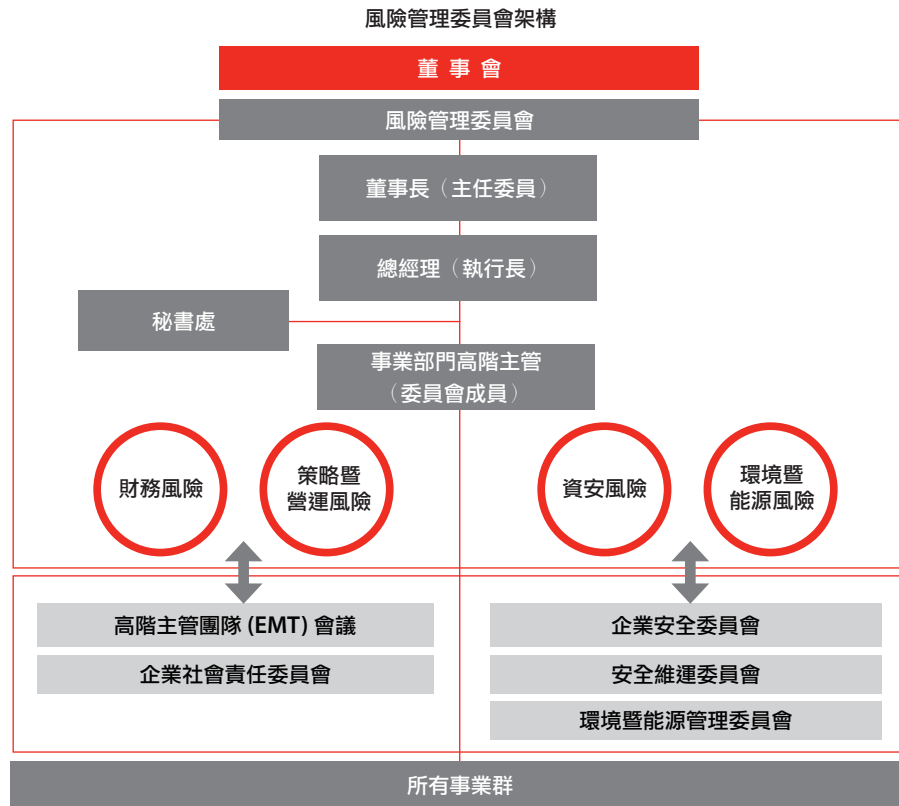 風險管理委員會架構
董 事 會
風險管理委員會
董事長（主任委員）
總經理（執行長）
秘書處
事業部門高階主管
（委員會成員）
財務風險
策略暨
營運風險
資安風險
環境暨
能源風險
高階主管團隊 (EMT) 會議
企業社會責任委員會
企業安全委員會
安全維運委員會
環境暨能源管理委員會
所有事業群